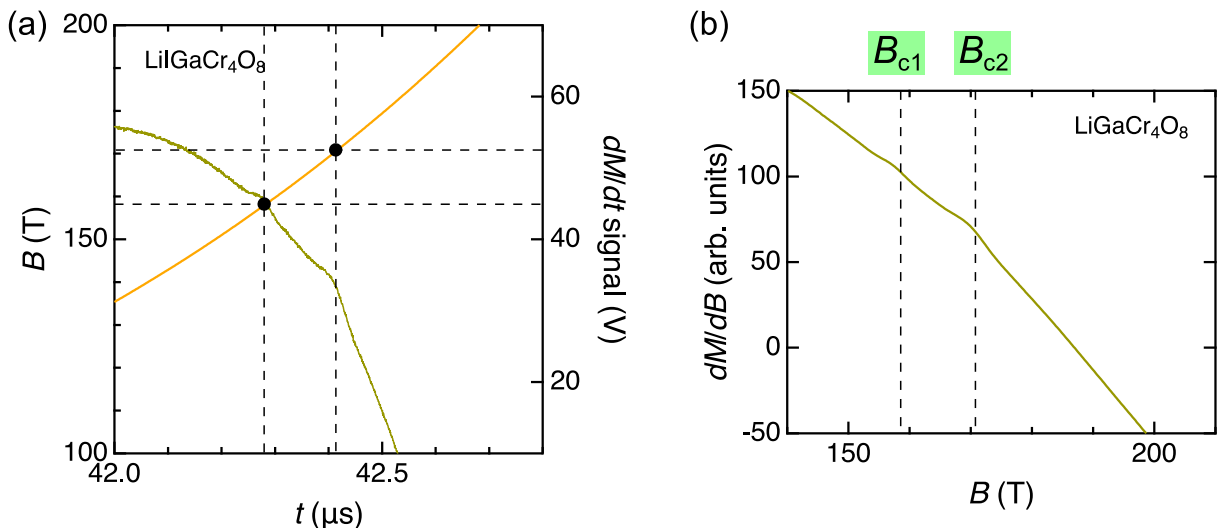 (a)
200
150
100
B (T)
LiIGaCr₄O₈
60
40
20
dM/dt signal (V)
42.0
42.5
t (μs)
(b)
Bc1
Bc2
150
100
50
0
-50
dM/dB (arb. units)
LiGaCr₄O₈
150
200
B (T)